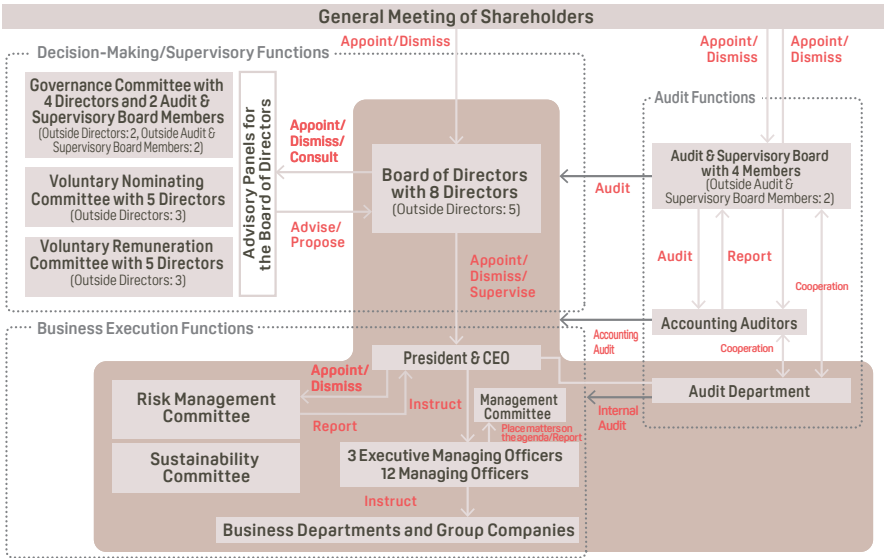 General Meeting of Shareholders
Decision-Making/Supervisory Functions
Appoint/Dismiss
Appoint/
Dismiss
Appoint/
Dismiss
Governance Committee with
4 Directors and 2 Audit &
Supervisory Board Members
(Outside Directors: 2, Outside Audit &
Supervisory Board Members: 2)
Voluntary Nominating
Committee with 5 Directors
(Outside Directors: 3)
Voluntary Remuneration
Committee with 5 Directors
(Outside Directors: 3)
Advisory Panels for
the Board of Directors
Appoint/
Dismiss/
Consult
Advise/
Propose
Board of Directors
with 8 Directors
(Outside Directors: 5)
Appoint/
Dismiss/
Supervise
Audit Functions
Audit & Supervisory Board
with 4 Members
(Outside Audit &
Supervisory Board Members: 2)
Audit
Audit
Report
Cooperation
Accounting Auditors
Accounting
Audit
Cooperation
Audit Department
Internal
Audit
Business Execution Functions
President & CEO
Appoint/
Dismiss
Risk Management
Committee
Report
Instruct
Management
Committee
Place matters on
the agenda/Report
Sustainability
Committee
3 Executive Managing Officers
12 Managing Officers
Instruct
Business Departments and Group Companies